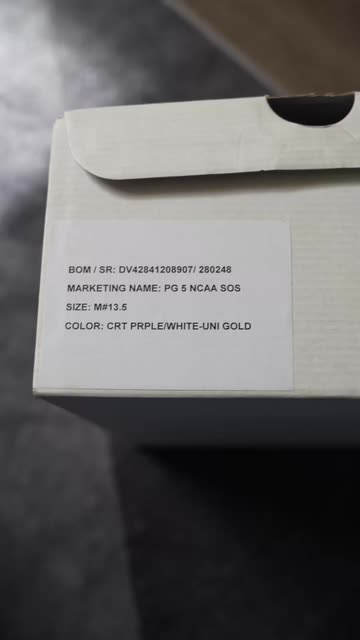 BOM / SR: DV42841208907/ 280248
MARKETING NAME: PG 5 NCAA SOS
SIZE: M#13.5
COLOR: CRT PRPLE/WHITE-UNI GOLD